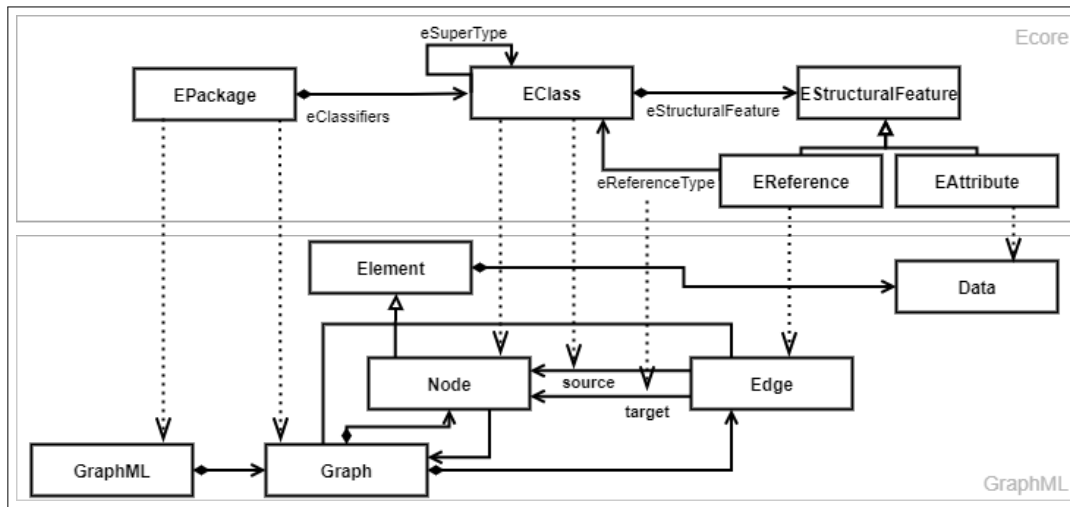 Ecore
eSuperType
EPackage
EClass
EStructuralFeature
eClassifiers
eStructuralFeature
eReferenceType
EReference
EAttribute
Element
Data
Node
source
Edge
target
GraphML
Graph
GraphML